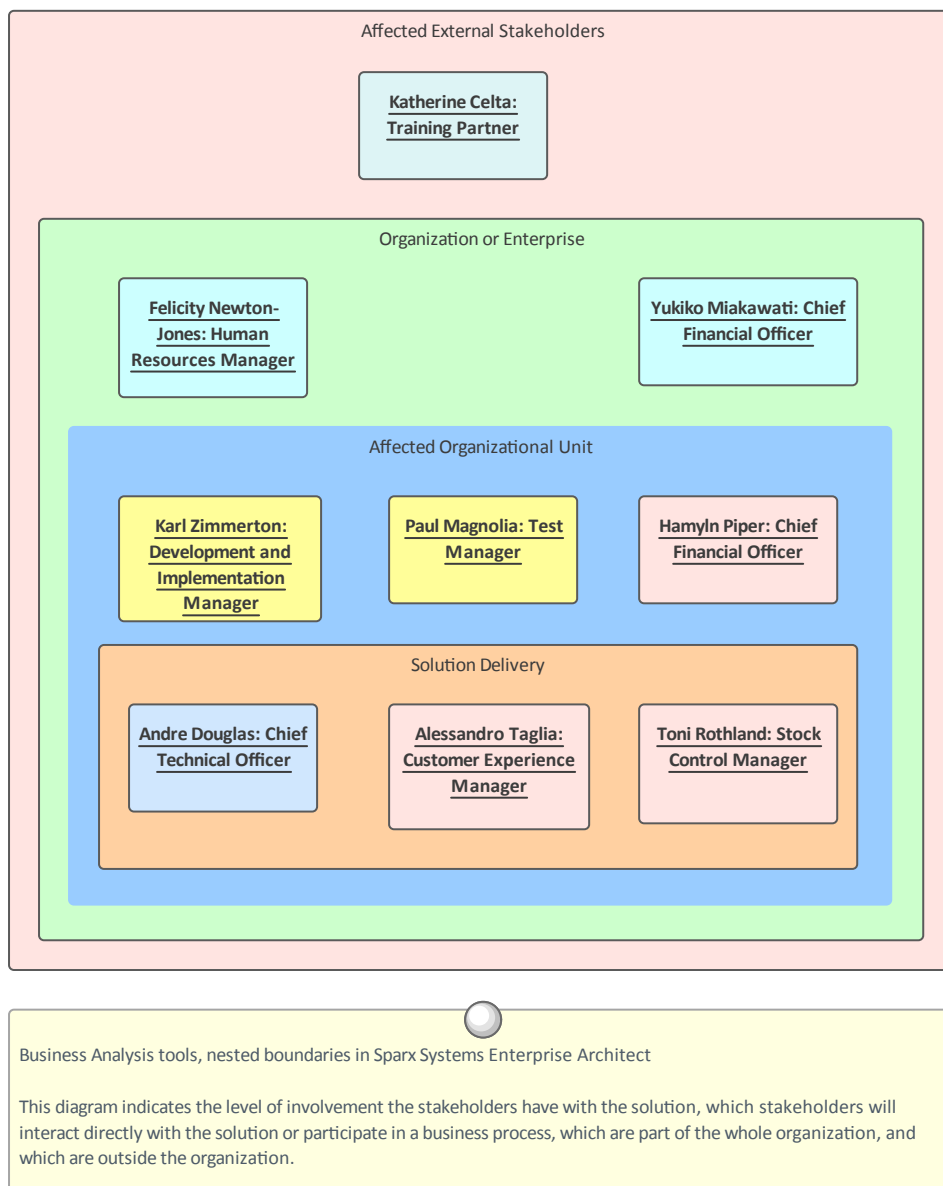 Affected External Stakeholders
Katherine Celta:
Training Partner
Organization or Enterprise
Felicity Newton-
Jones: Human
Resources Manager
Yukiko Miakawati: Chief
Financial Officer
Affected Organizational Unit
Karl Zimmerton:
Development and
Implementation
Manager
Paul Magnolia: Test
Manager
Hamyln Piper: Chief
Financial Officer
Solution Delivery
Andre Douglas: Chief
Technical Officer
Alessandro Taglia:
Customer Experience
Manager
Toni Rothland: Stock
Control Manager
Business Analysis tools, nested boundaries in Sparx Systems Enterprise Architect
This diagram indicates the level of involvement the stakeholders have with the solution, which stakeholders will
interact directly with the solution or participate in a business process, which are part of the whole organization, and
which are outside the organization.